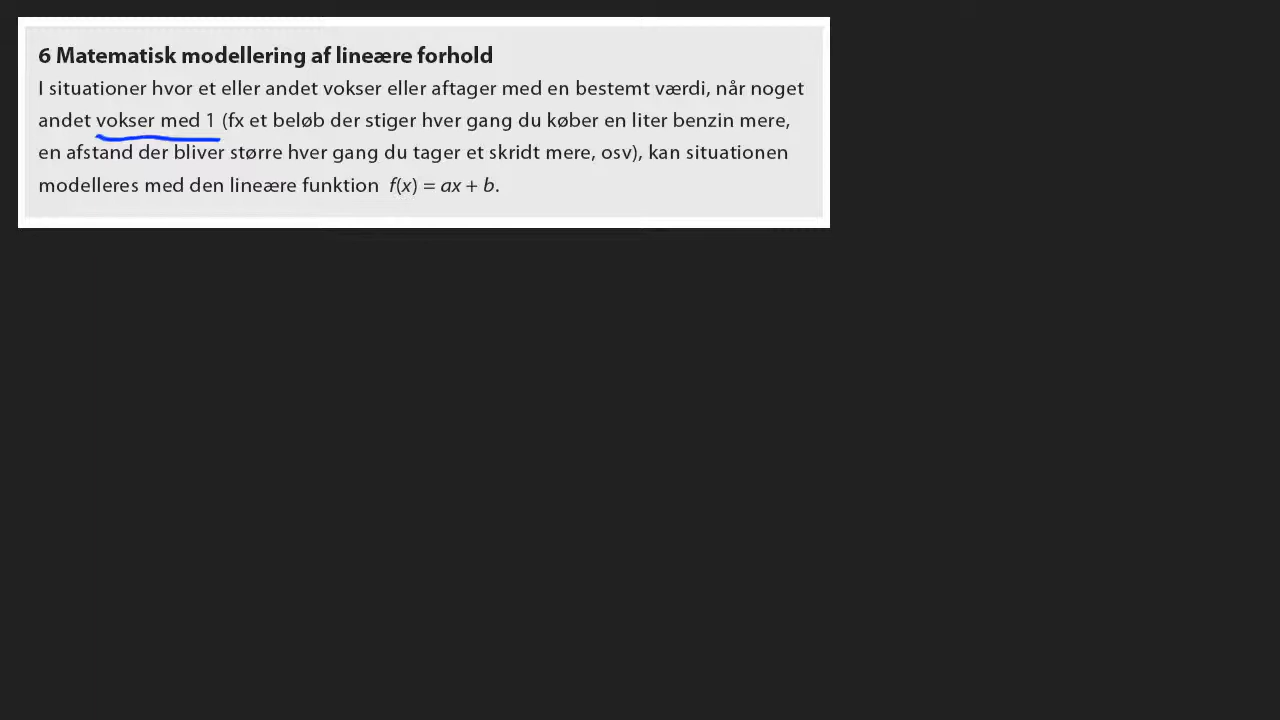 6 Matematisk modellering af lineære forhold
I situationer hvor et eller andet vokser eller aftager med en bestemt værdi, når noget
andet vokser med 1 (fx et beløb der stiger hver gang du køber en liter benzin mere,
en afstand der bliver større hver gang du tager et skridt mere, osv), kan situationen
modelleres med den lineære funktion f(x) = ax + b.